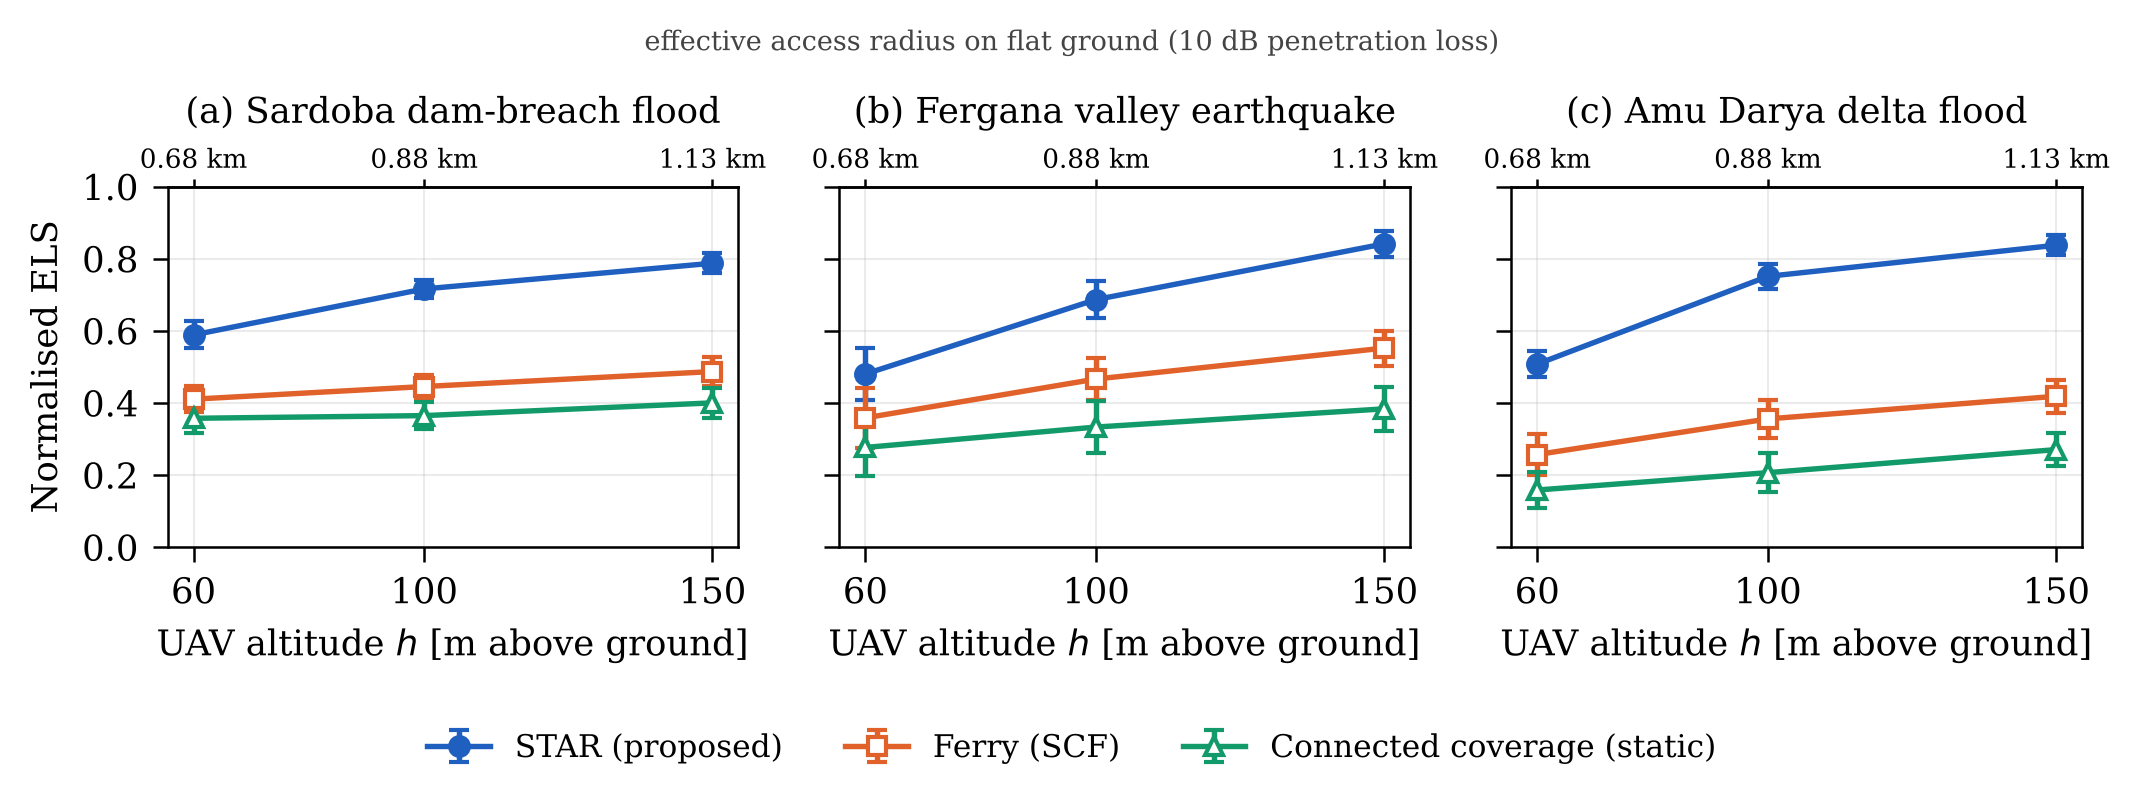 effective access radius on flat ground (10 dB penetration loss)
(a) Sardoba dam-breach flood
(b) Fergana valley earthquake
(c) Amu Darya delta flood
0.68 km 0.88 km 1.13 km
0.68 km 0.88 km 1.13 km
0.68 km 0.88 km 1.13 km
Normalised ELS
1.0
0.8
0.6
0.4
0.2
0.0
60 100 150
60 100 150
60 100 150
UAV altitude h [m above ground]
UAV altitude h [m above ground]
UAV altitude h [m above ground]
STAR (proposed)
Ferry (SCF)
Connected coverage (static)